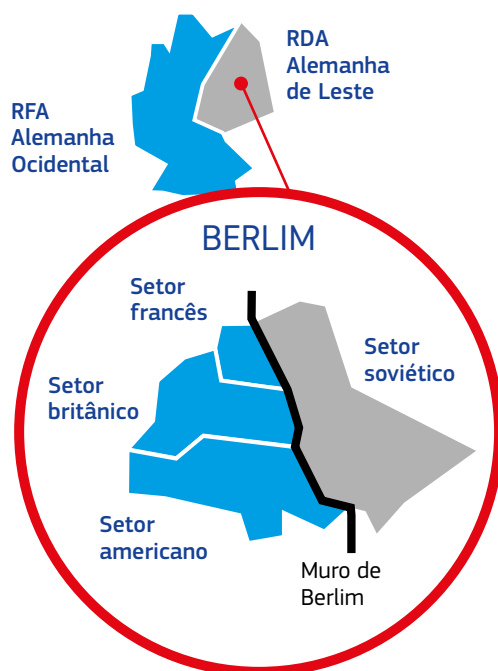 RDA
Alemanha
de Leste
RFA
Alemanha
Ocidental
BERLIM
Setor
francês
Setor
soviético
Setor
britânico
Setor
americano
Muro de
Berlim